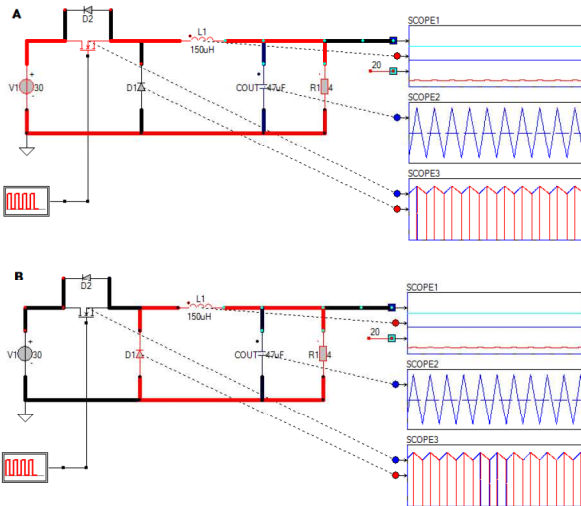 A
D2
L1
150uH
V1 30
D1
COUT 47uF
R1 4
20
SCOPE1
SCOPE2
SCOPE3
B
D2
L1
150uH
V1 30
D1
COUT 47uF
R1 4
20
SCOPE1
SCOPE2
SCOPE3